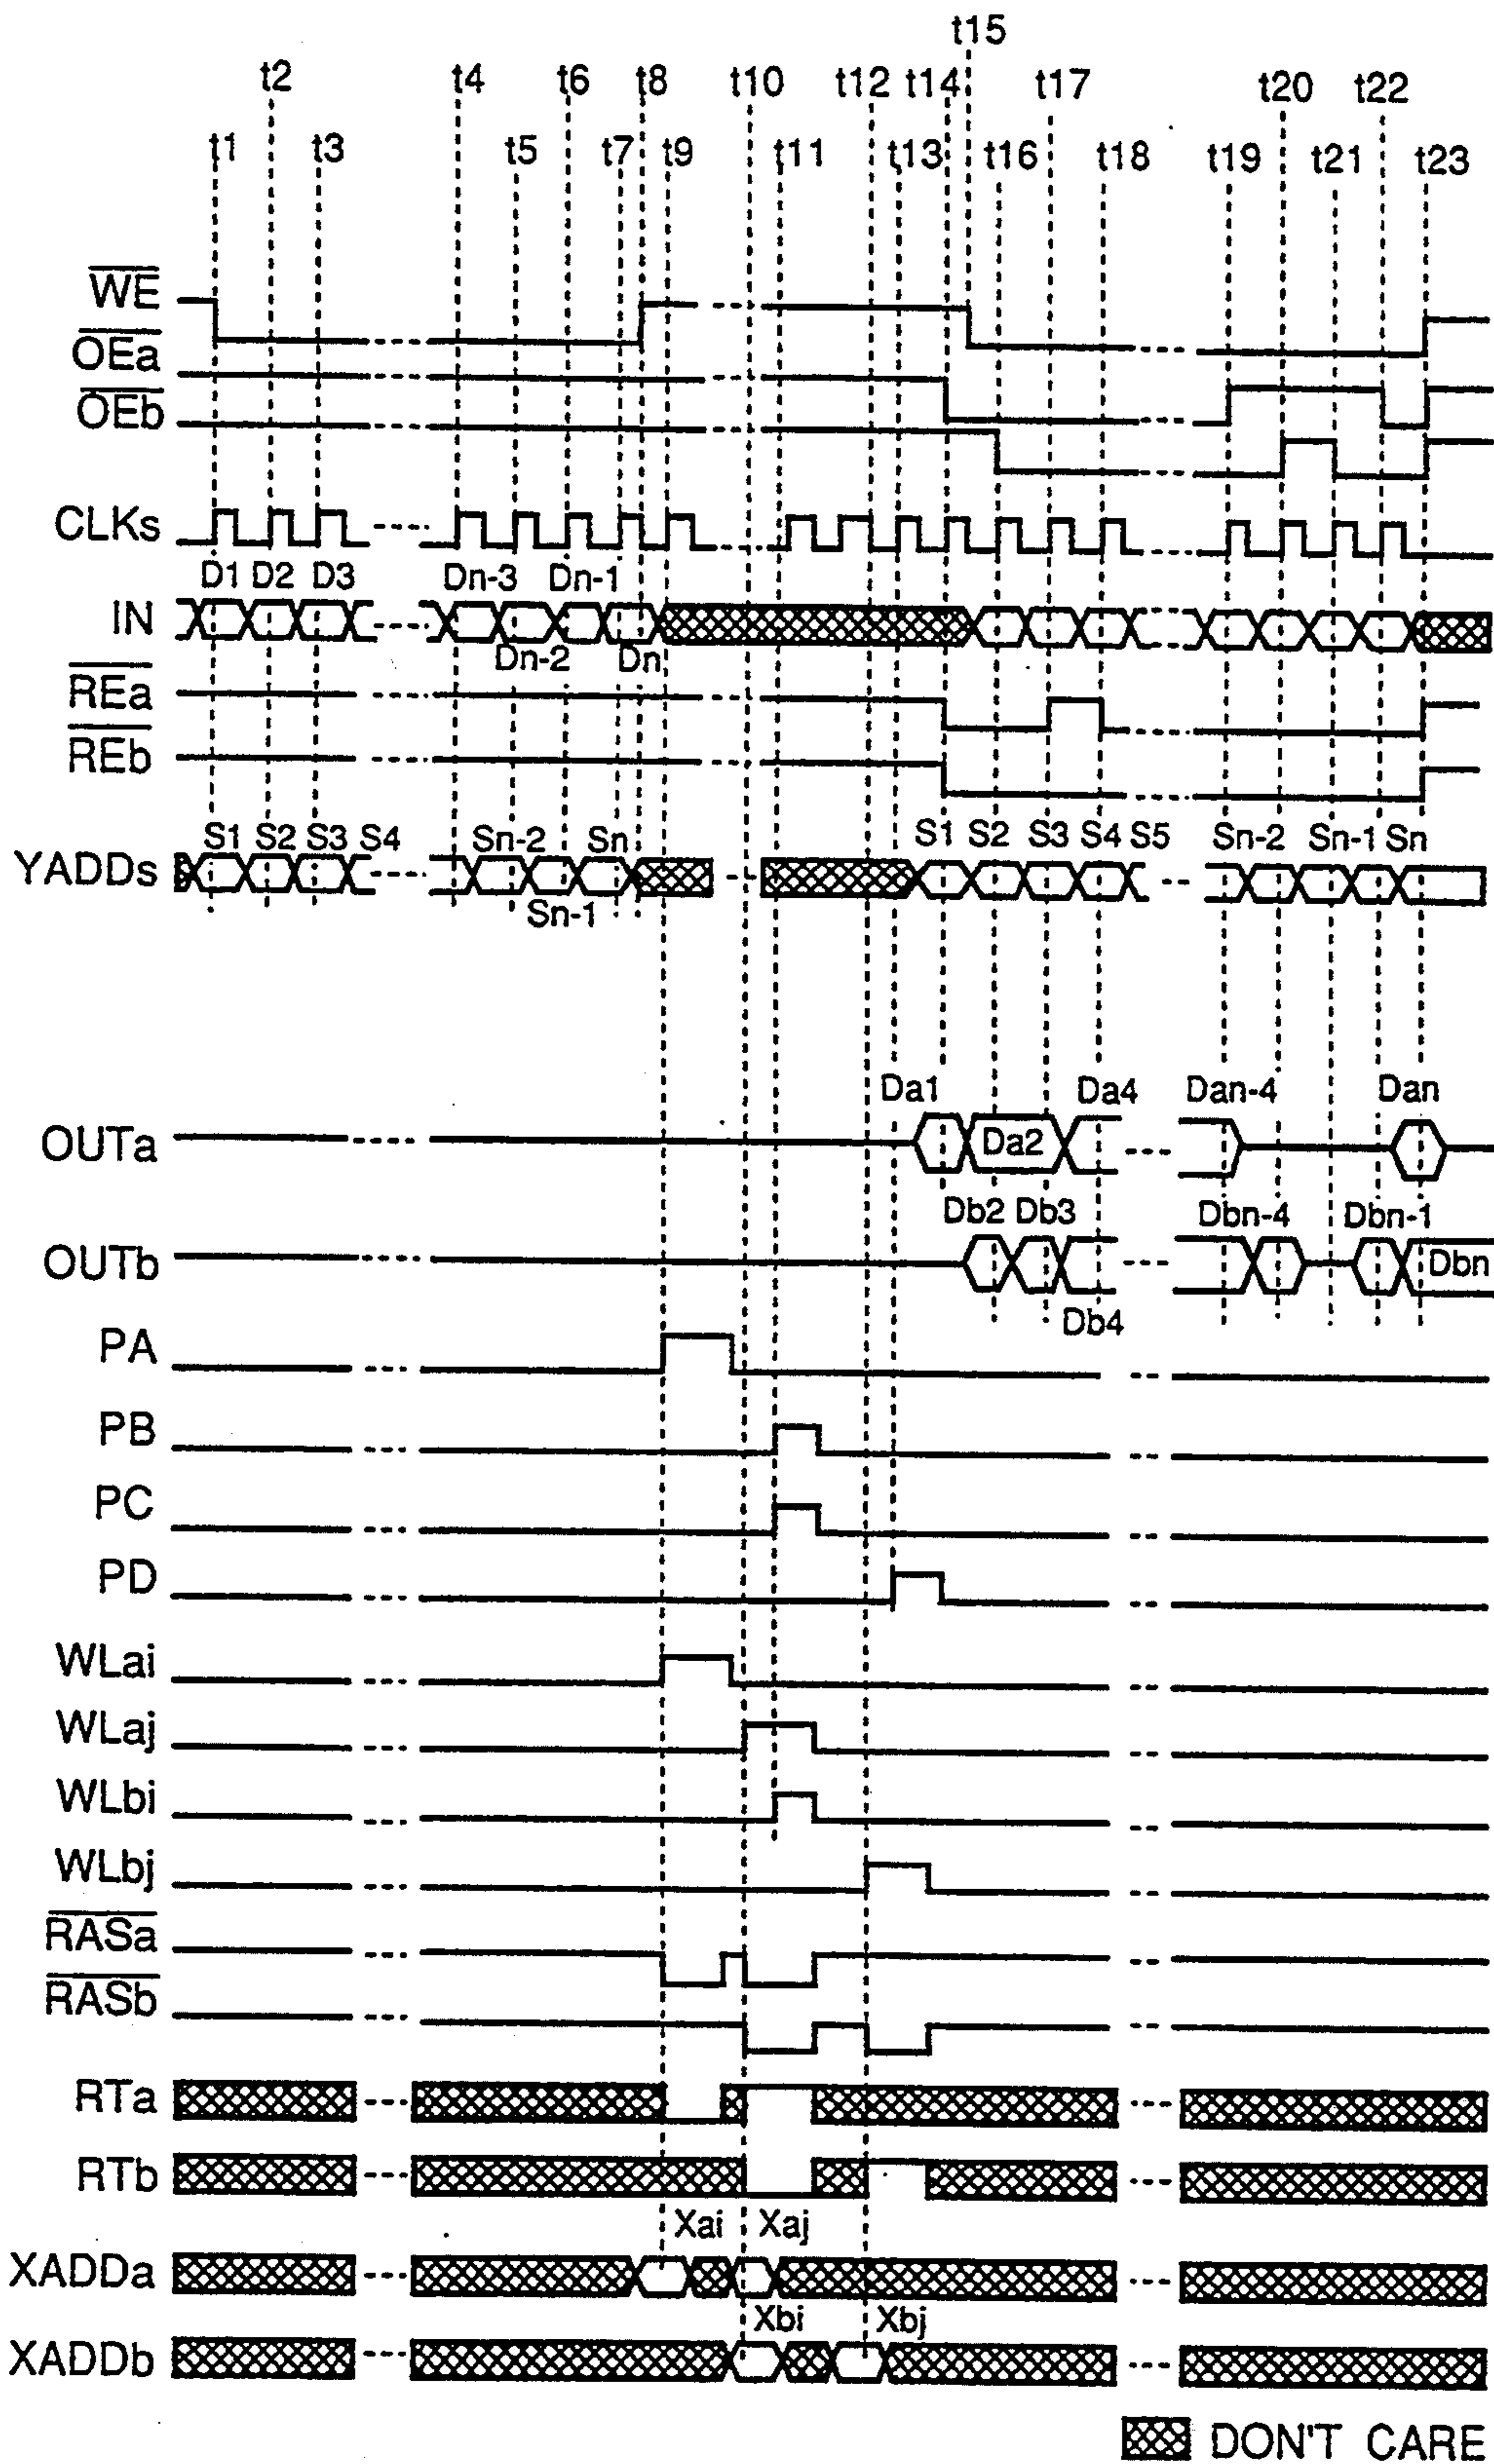 t15
t2 t4 t6 t8 t10 t12 t14 t17 t20 t22
t1 t3 t5 t7 t9 t11 t13 t16 t18 t19 t21 t23
WE
OEa
OEb
CLKs
D1 D2 D3 Dn-3 Dn-1
IN
Dn-2 Dn
REa
REb
S1 S2 S3 S4 Sn-2 Sn S1 S2 S3 S4 S5 Sn-2 Sn-1 Sn
YADDs
Sn-1
Da1 Da4 Dan-4 Dan
OUTa Da2
Db2 Db3 Dbn-4 Dbn-1
OUTb Dbn
Db4
PA
PB
PC
PD
WLai
WLaj
WLbi
WLbj
RASa
RASb
RTa
RTb
Xai Xaj
XADDa
Xbi Xbj
XADDb
DON'T CARE